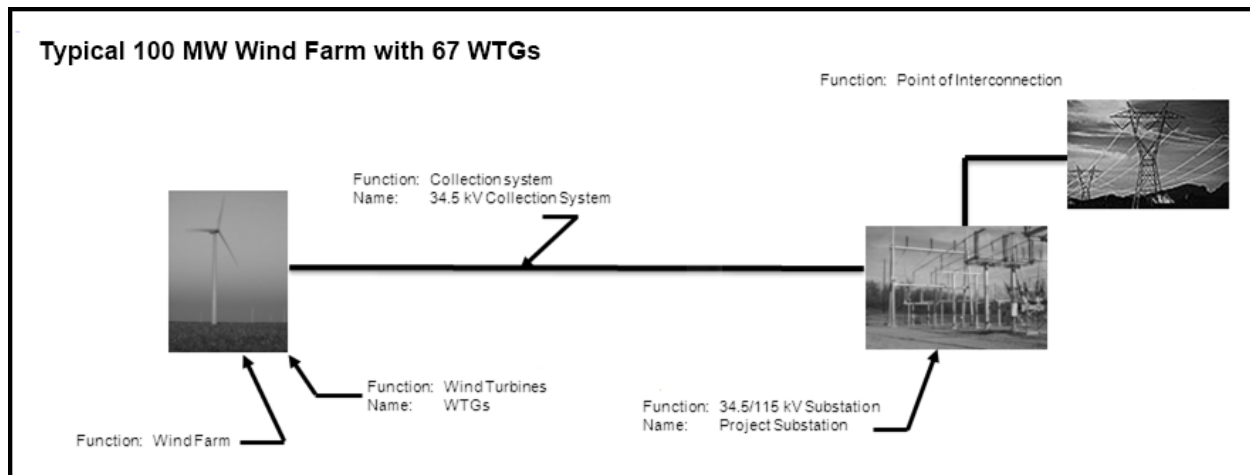 Typical 100 MW Wind Farm with 67 WTGs
Function: Point of Interconnection
Function: Collection system
Name: 34.5 kV Collection System
Function: Wind Turbines
Name: WTGs
Function: 34.5/115 kV Substation
Name: Project Substation
Function: Wind Farm